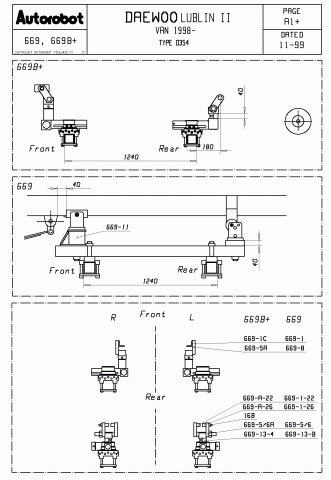 Autorobot
669, 669B+
DAEWOO LUBLIN II
VAN 1998-
TYPE D354
PAGE
A1+
DATED
11-99
669B+
40
Front
Rear
180
1240
669
40
669-11
Front
Rear
40
1240
Front
R L 669B+ 669
669-1C 669-1
669-5A 669-8
Rear
669-A-22 669-1-22
669-A-26 669-1-26
16B
669-5/6A 669-5/6
669-13-4 669-13-8